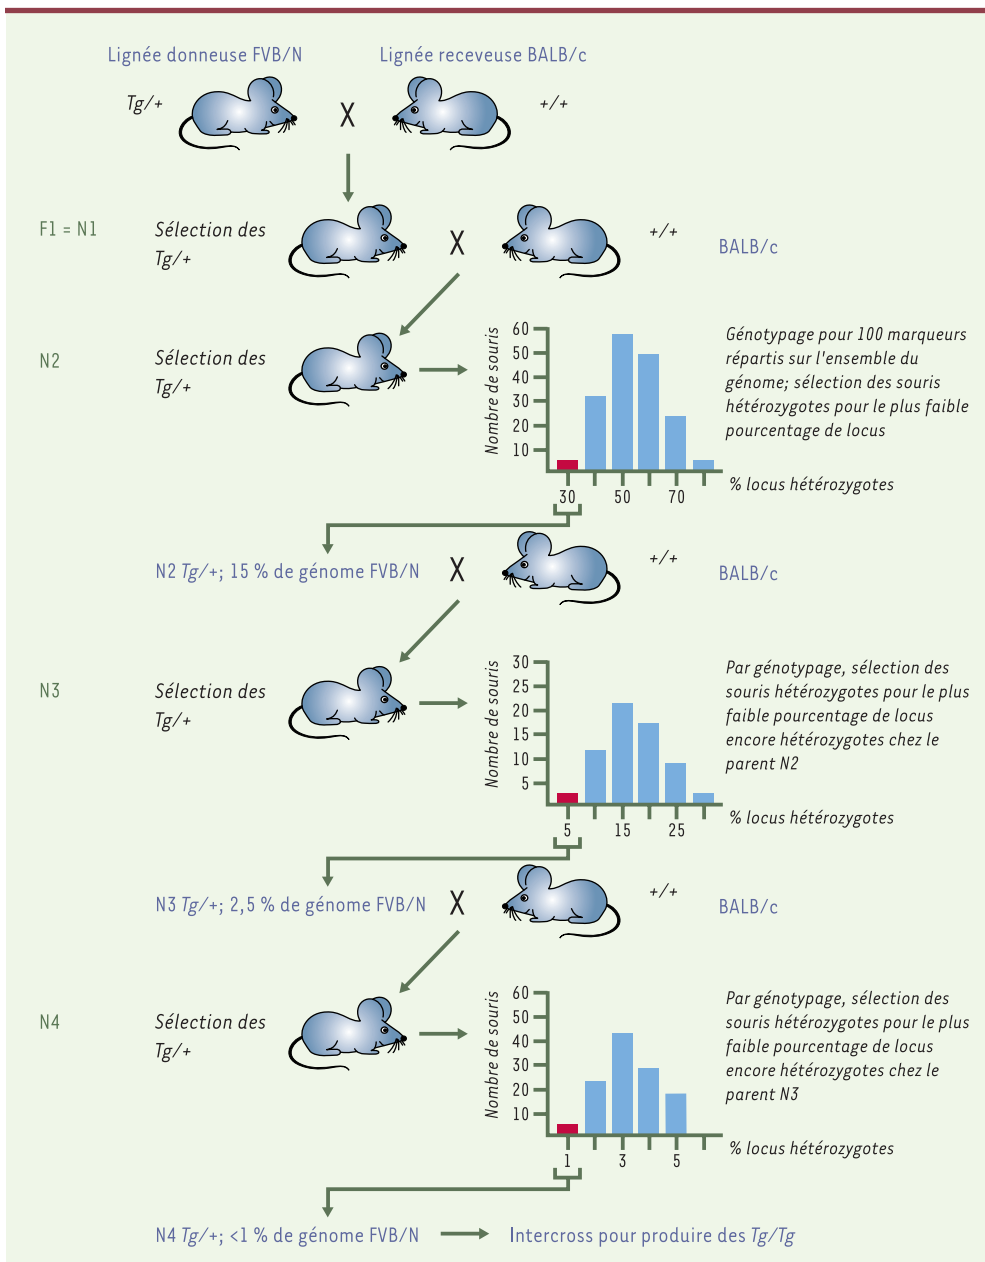 Lignée donneuse FVB/N
Lignée receveuse BALB/c
Tg/+
X
+/+
F1 = N1
Sélection des
Tg/+
X
+/+
BALB/c
N2
Sélection des
Tg/+
Nombre de souris
60
50
40
30
20
10
30
50
70
% locus hétérozygotes
Génotypage pour 100 marqueurs
répartis sur l'ensemble du
génome; sélection des souris
hétérozygotes pour le plus faible
pourcentage de locus
N2 Tg/+; 15 % de génome FVB/N
X
+/+
BALB/c
N3
Sélection des
Tg/+
Nombre de souris
30
25
20
15
10
5
5
15
25
% locus hétérozygotes
Par génotypage, sélection des
souris hétérozygotes pour le plus
faible pourcentage de locus
encore hétérozygotes chez le
parent N2
N3 Tg/+; 2,5 % de génome FVB/N
X
+/+
BALB/c
N4
Sélection des
Tg/+
Nombre de souris
60
50
40
30
20
10
1
3
5
% locus hétérozygotes
Par génotypage, sélection des
souris hétérozygotes pour le plus
faible pourcentage de locus
encore hétérozygotes chez le
parent N3
N4 Tg/+; <1 % de génome FVB/N
Intercross pour produire des Tg/Tg